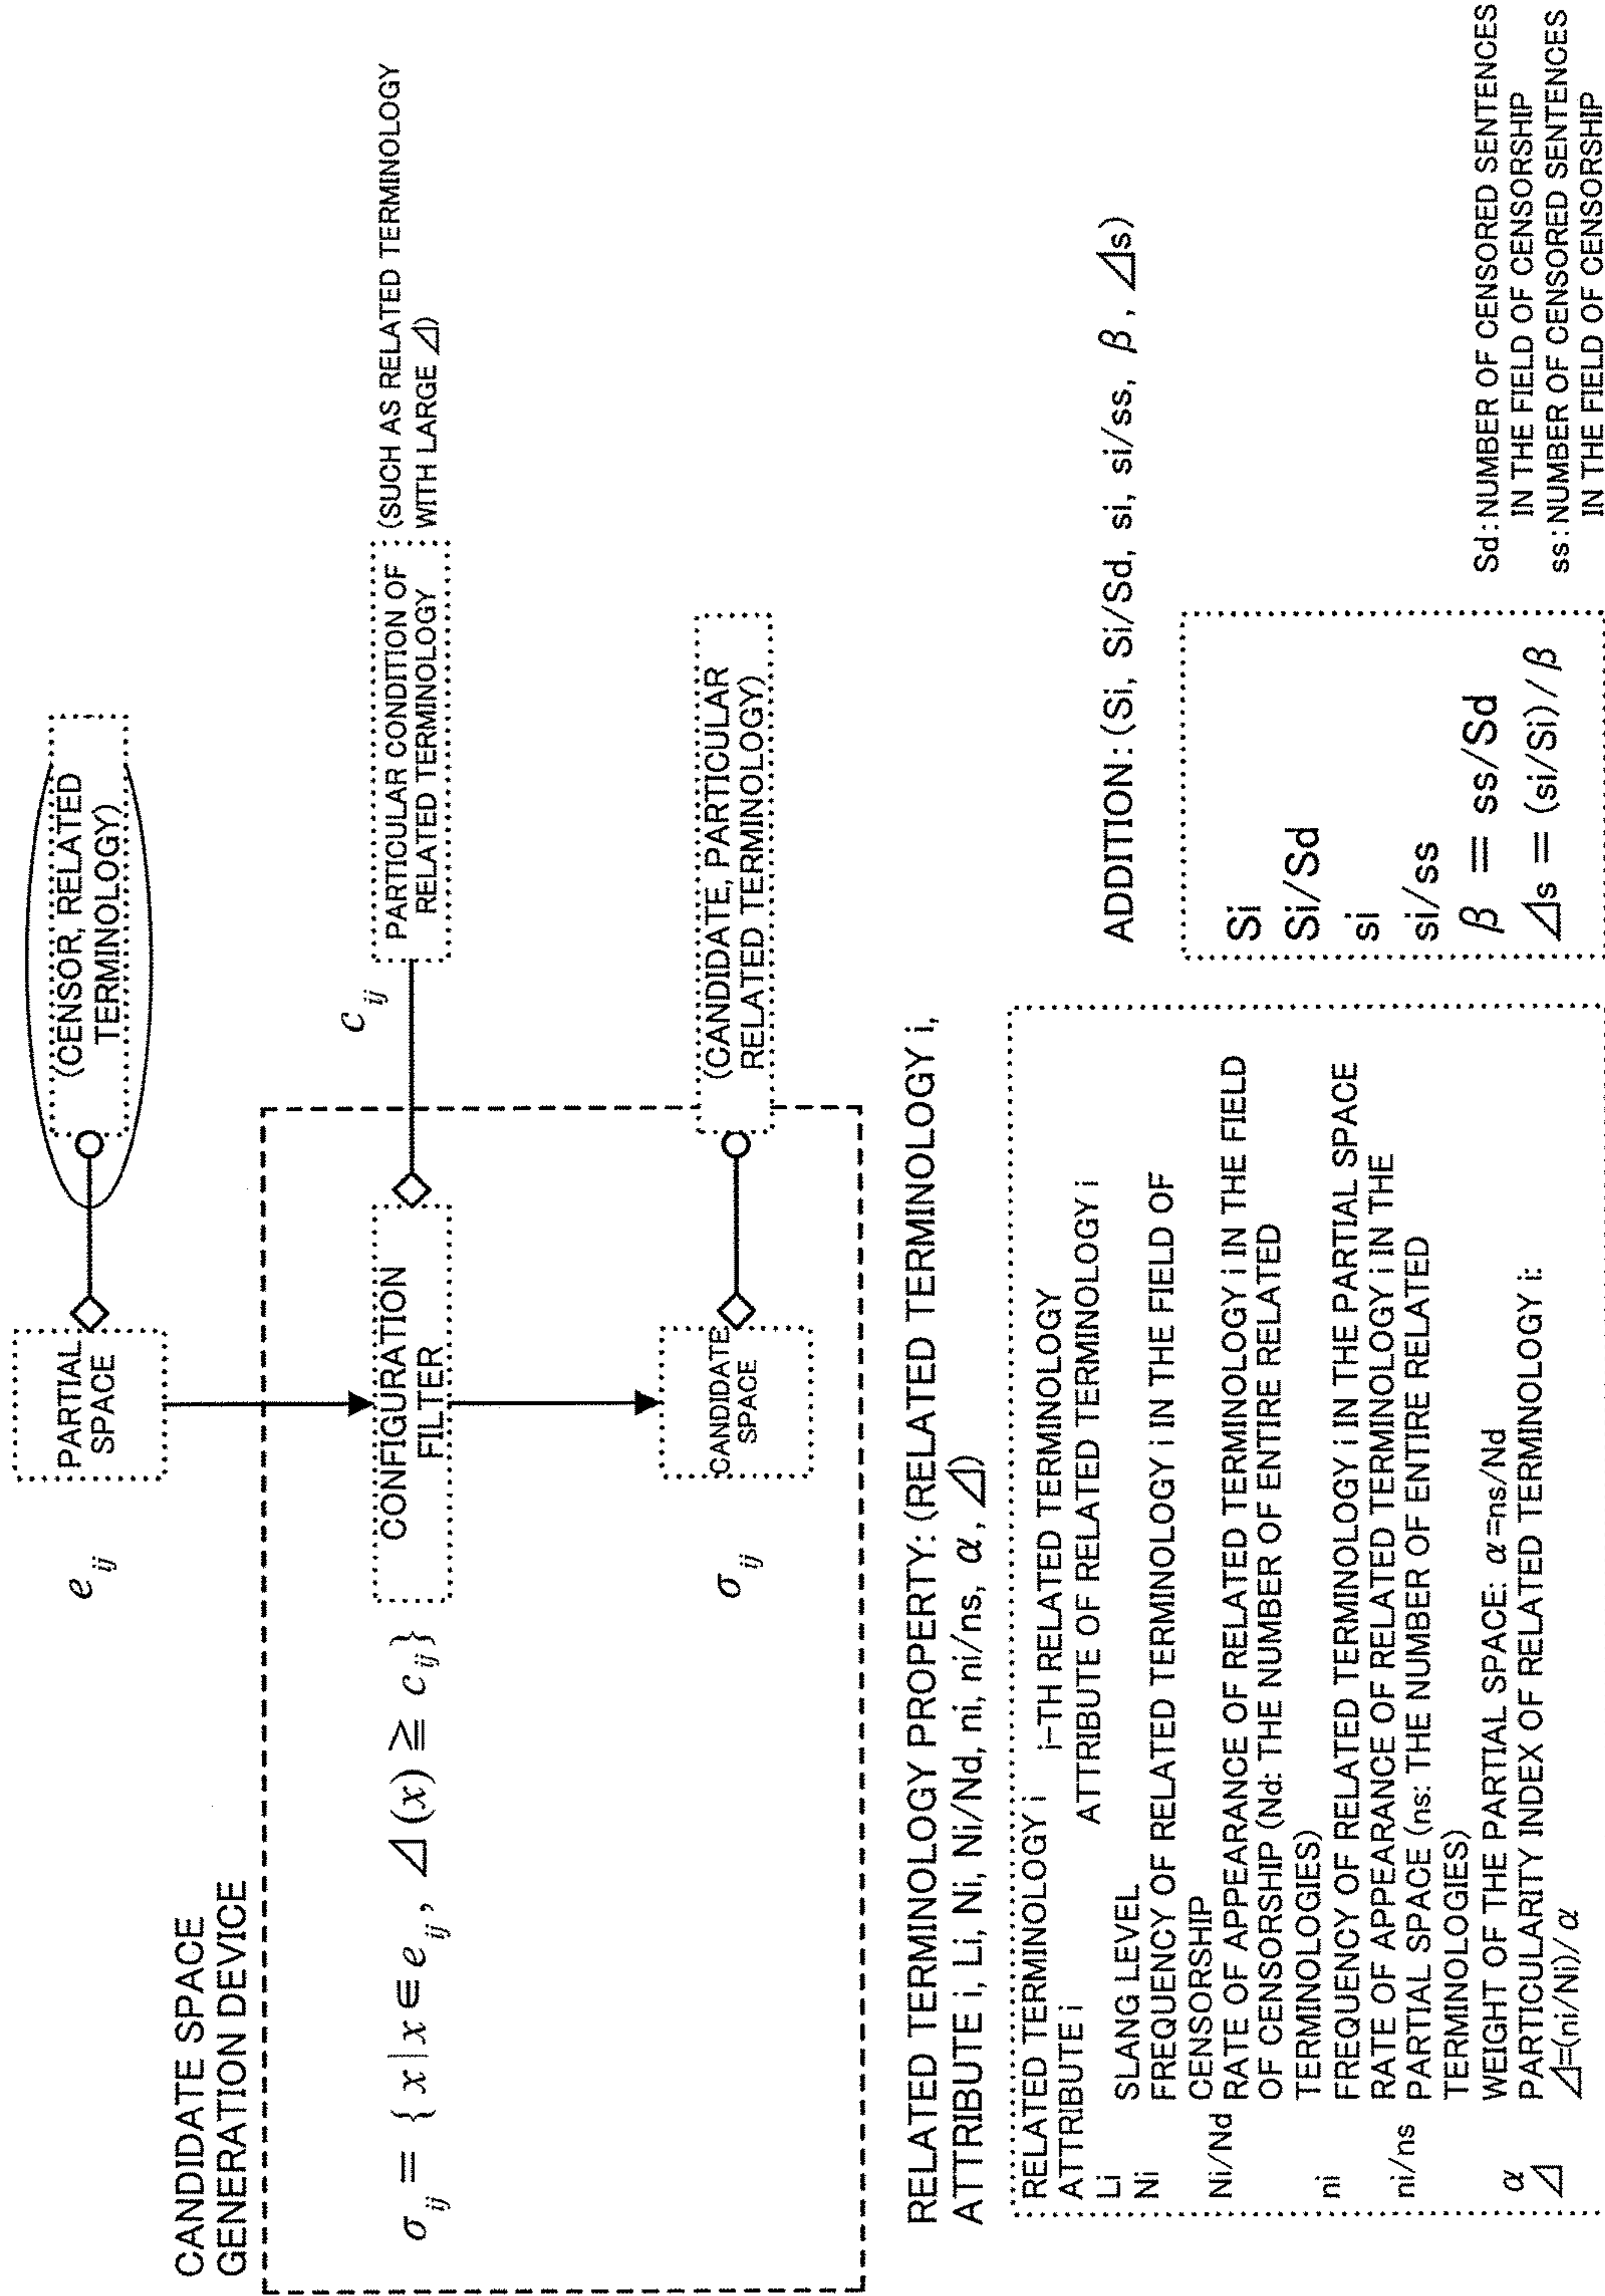 CANDIDATE SPACE
GENERATION DEVICE
e ij
PARTIAL
SPACE
(CENSOR, RELATED
TERMINOLOGY)
σ ij = { x | x ∈ e ij , Δ (x) ≧ c ij }
CONFIGURATION
FILTER
c ij
PARTICULAR CONDITION OF
RELATED TERMINOLOGY
(SUCH AS RELATED TERMINOLOGY
WITH LARGE Δ)
σ ij
CANDIDATE
SPACE
(CANDIDATE, PARTICULAR
RELATED TERMINOLOGY)
RELATED TERMINOLOGY PROPERTY: (RELATED TERMINOLOGY i,
ATTRIBUTE i, Li, Ni, Ni/Nd, ni, ni/ns, α, Δ)
RELATED TERMINOLOGY i i-TH RELATED TERMINOLOGY
ATTRIBUTE i ATTRIBUTE OF RELATED TERMINOLOGY i
Li SLANG LEVEL
Ni FREQUENCY OF RELATED TERMINOLOGY i IN THE FIELD OF
CENSORSHIP
Ni/Nd RATE OF APPEARANCE OF RELATED TERMINOLOGY i IN THE FIELD
OF CENSORSHIP (Nd: THE NUMBER OF ENTIRE RELATED
TERMINOLOGIES)
ni FREQUENCY OF RELATED TERMINOLOGY i IN THE PARTIAL SPACE
ni/ns RATE OF APPEARANCE OF RELATED TERMINOLOGY i IN THE
PARTIAL SPACE (ns: THE NUMBER OF ENTIRE RELATED
TERMINOLOGIES)
α WEIGHT OF THE PARTIAL SPACE: α=ns/Nd
Δ PARTICULARITY INDEX OF RELATED TERMINOLOGY i:
Δ=(ni/Ni)/α
ADDITION: (Si, Si/Sd, si, si/ss, β, Δs)
Si
Si/Sd
si
si/ss
β = ss/Sd
Δs = (si/Si)/β
Sd:NUMBER OF CENSORED SENTENCES
IN THE FIELD OF CENSORSHIP
ss:NUMBER OF CENSORED SENTENCES
IN THE FIELD OF CENSORSHIP